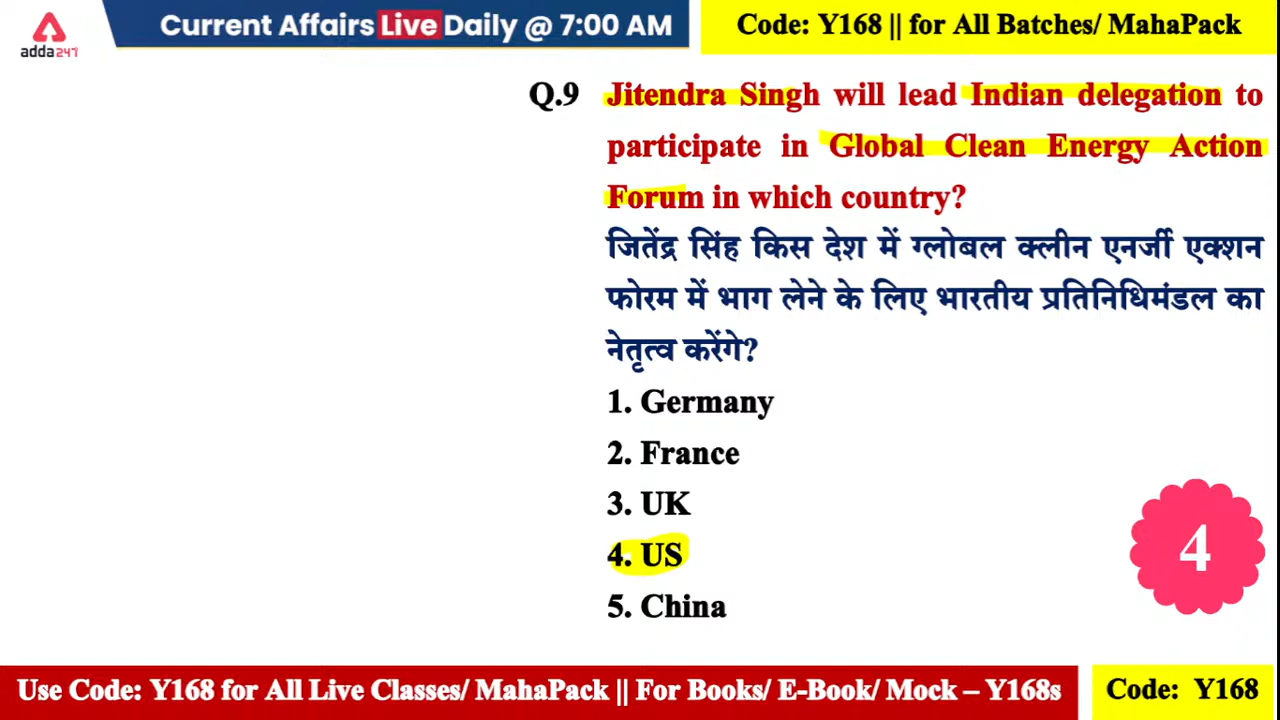 adda247
Current Affairs Live Daily @ 7:00 AM
Code: Y168 || for All Batches/ MahaPack
Q.9 Jitendra Singh will lead Indian delegation to
participate in Global Clean Energy Action
Forum in which country?
जितेंद्र सिंह किस देश में ग्लोबल क्लीन एनर्जी एक्शन
फोरम में भाग लेने के लिए भारतीय प्रतिनिधिमंडल का
नेतृत्व करेंगे?
1. Germany
2. France
3. UK
4. US
5. China
4
Use Code: Y168 for All Live Classes/ MahaPack || For Books/ E-Book/ Mock – Y168s
Code: Y168